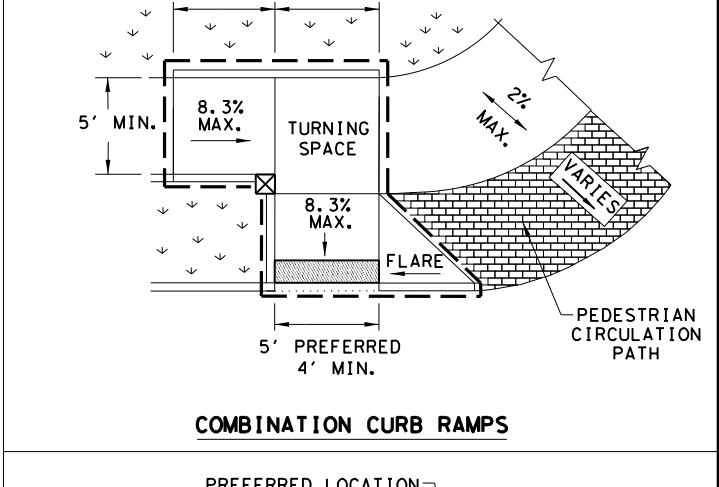 8.3%
MAX.
5' MIN.
TURNING
SPACE
2%
MAX.
VARIES
8.3%
MAX.
FLARE
PEDESTRIAN
CIRCULATION
PATH
5' PREFERRED
4' MIN.
COMBINATION CURB RAMPS
PREFERRED LOCATION